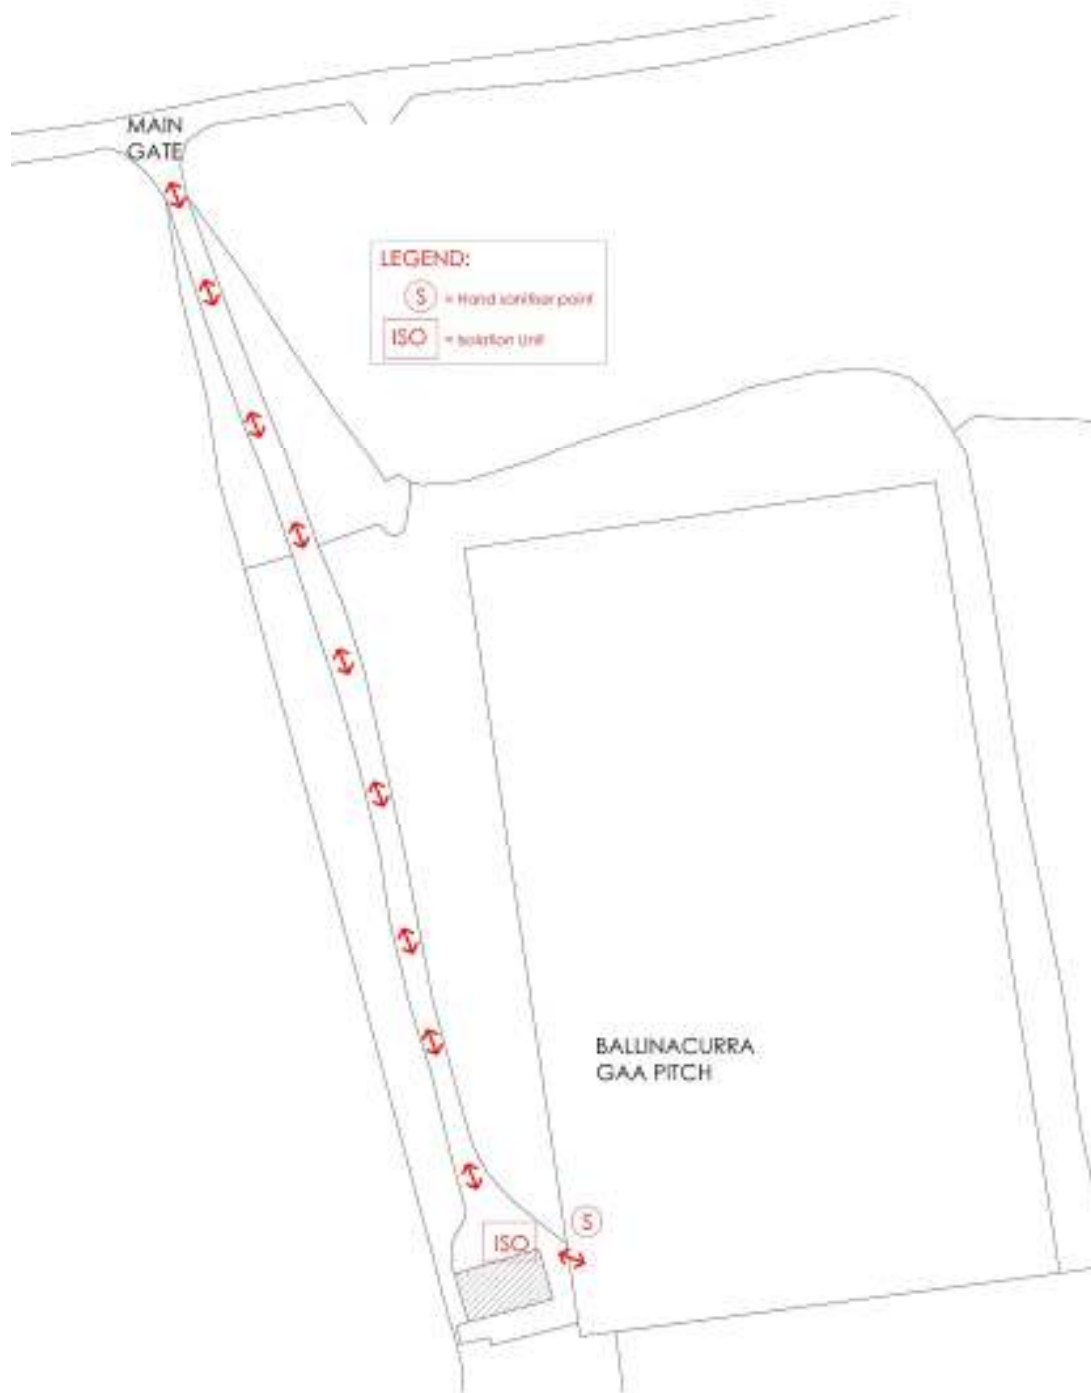 MAIN
GATE
LEGEND:
S = Hand sanitiser point
ISO = Isolation Unit
BALLINACURRA
GAA PITCH
S
ISO